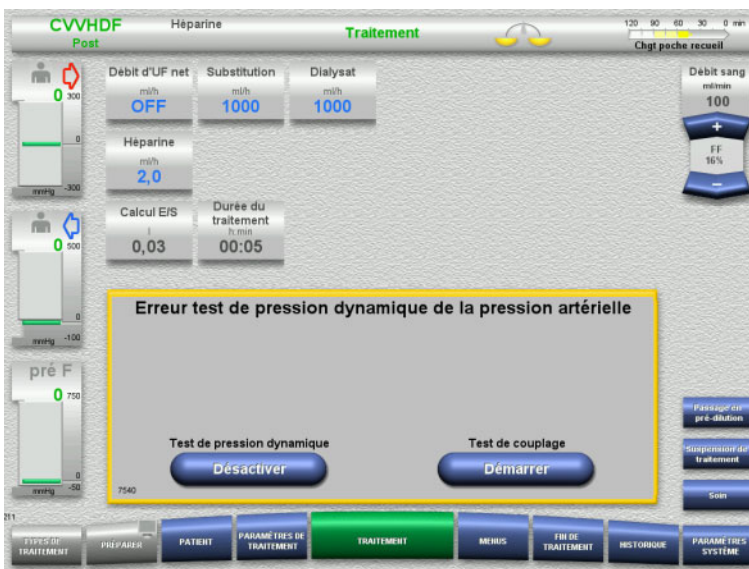 CVVHDF
Post
Héparine
Traitement
120 90 60 30 0 min
Chgt poche recueil
0
300
0
-300
mmHg
Débit d'UF net
ml/h
OFF
Substitution
ml/h
1000
Dialysat
ml/h
1000
Débit sang
ml/min
100
+
FF
16%
−
Héparine
ml/h
2,0
Calcul E/S
l
0,03
Durée du
traitement
h:min
00:05
0
500
0
-100
mmHg
pré F
0
750
0
-50
mmHg
Erreur test de pression dynamique de la pression artérielle
Test de pression dynamique
Désactiver
Test de couplage
Démarrer
7540
Passage en
pré-dilution
Suspension de
traitement
Soin
211
TYPES DE
TRAITEMENT
PRÉPARER
PATIENT
PARAMÈTRES DE
TRAITEMENT
TRAITEMENT
MENUS
FIN DE
TRAITEMENT
HISTORIQUE
PARAMÈTRES
SYSTÈME